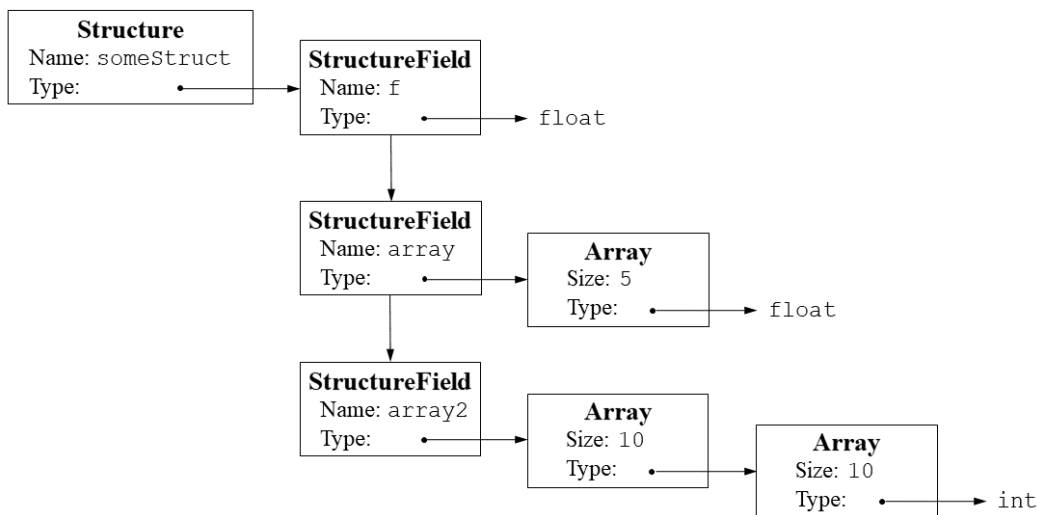 Structure
Name: someStruct
Type:
StructureField
Name: f
Type:
float
StructureField
Name: array
Type:
Array
Size: 5
Type:
float
StructureField
Name: array2
Type:
Array
Size: 10
Type:
Array
Size: 10
Type:
int